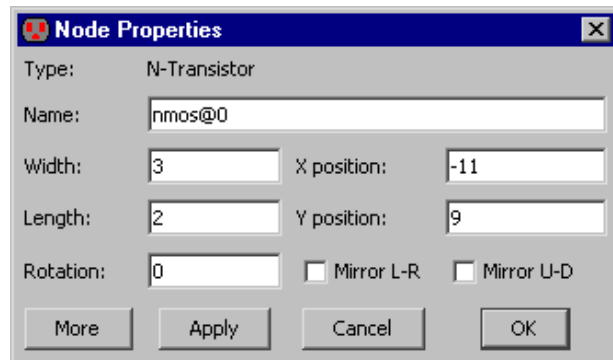 Node Properties
Type: N-Transistor
Name: nmos@0
Width: 3 X position: -11
Length: 2 Y position: 9
Rotation: 0 Mirror L-R Mirror U-D
More Apply Cancel OK